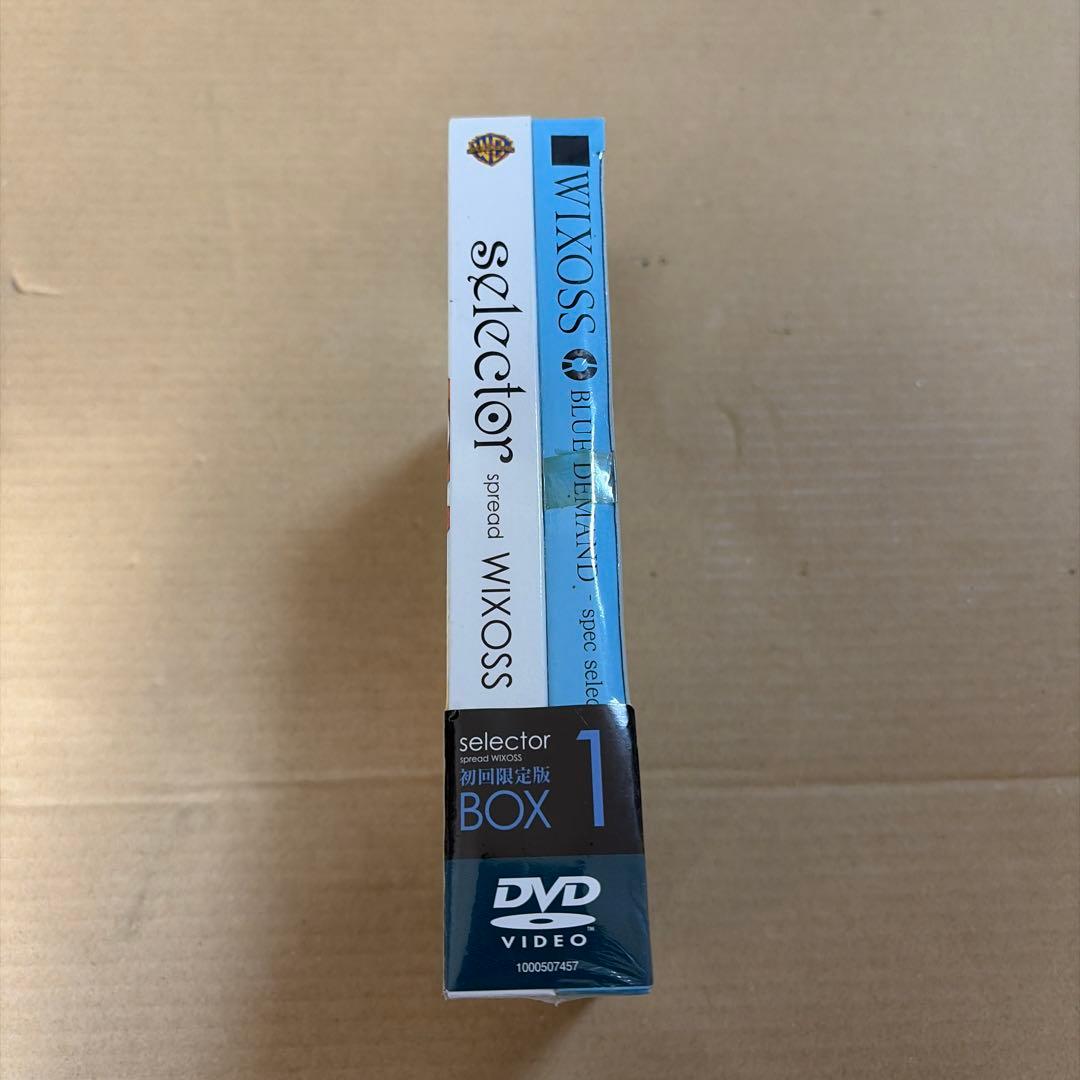 selector spread WIXOSS
WIXOSS BLUE DEMAND. - spec selec
selector
spread WIXOSS
初回限定版
BOX 1
DVD
VIDEO
TM
1000507457